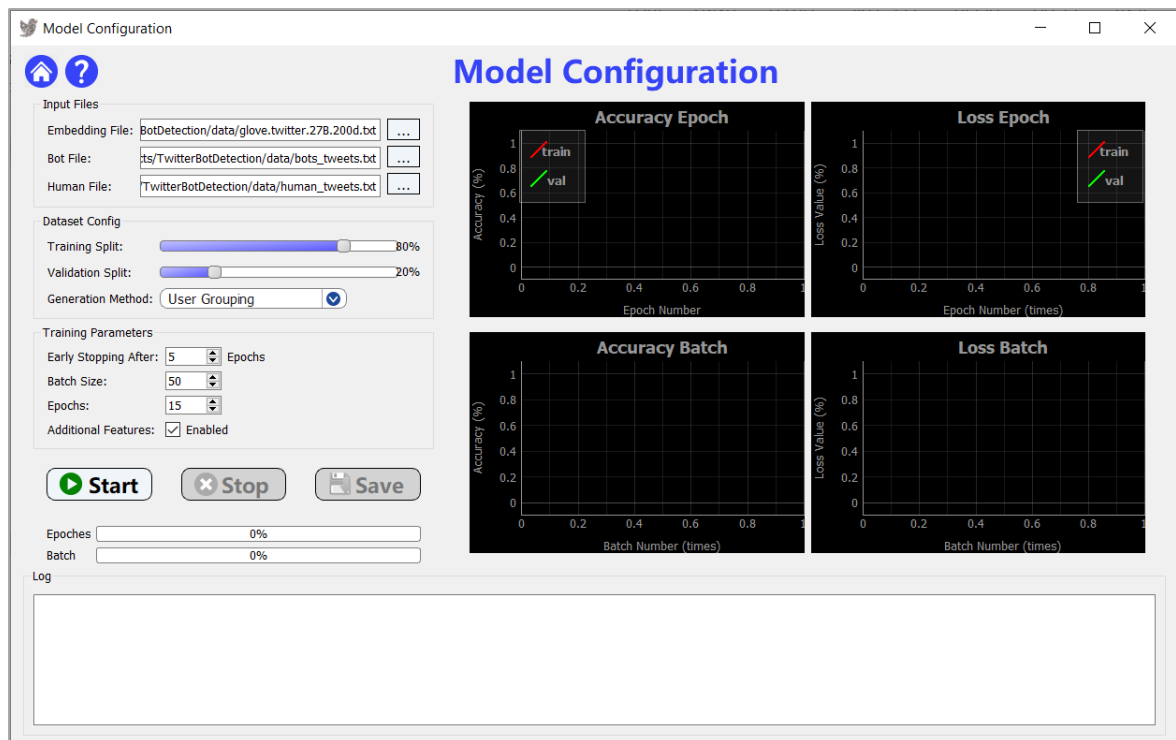 Model Configuration
Model Configuration
Input Files
Embedding File: BotDetection/data/glove.twitter.27B.200d.txt ...
Bot File: ts/TwitterBotDetection/data/bots_tweets.txt ...
Human File: /TwitterBotDetection/data/human_tweets.txt ...
Dataset Config
Training Split: 80%
Validation Split: 20%
Generation Method: User Grouping
Training Parameters
Early Stopping After: 5 Epochs
Batch Size: 50
Epochs: 15
Additional Features: Enabled
Start Stop Save
Epoches 0%
Batch 0%
Accuracy Epoch
train
val
Accuracy (%)
1
0.8
0.6
0.4
0.2
0
0 0.2 0.4 0.6 0.8 1
Epoch Number
Loss Epoch
train
val
Loss Value (%)
1
0.8
0.6
0.4
0.2
0
0 0.2 0.4 0.6 0.8 1
Epoch Number (times)
Accuracy Batch
Accuracy (%)
1
0.8
0.6
0.4
0.2
0
0 0.2 0.4 0.6 0.8 1
Batch Number (times)
Loss Batch
Loss Value (%)
1
0.8
0.6
0.4
0.2
0
0 0.2 0.4 0.6 0.8 1
Batch Number (times)
Log